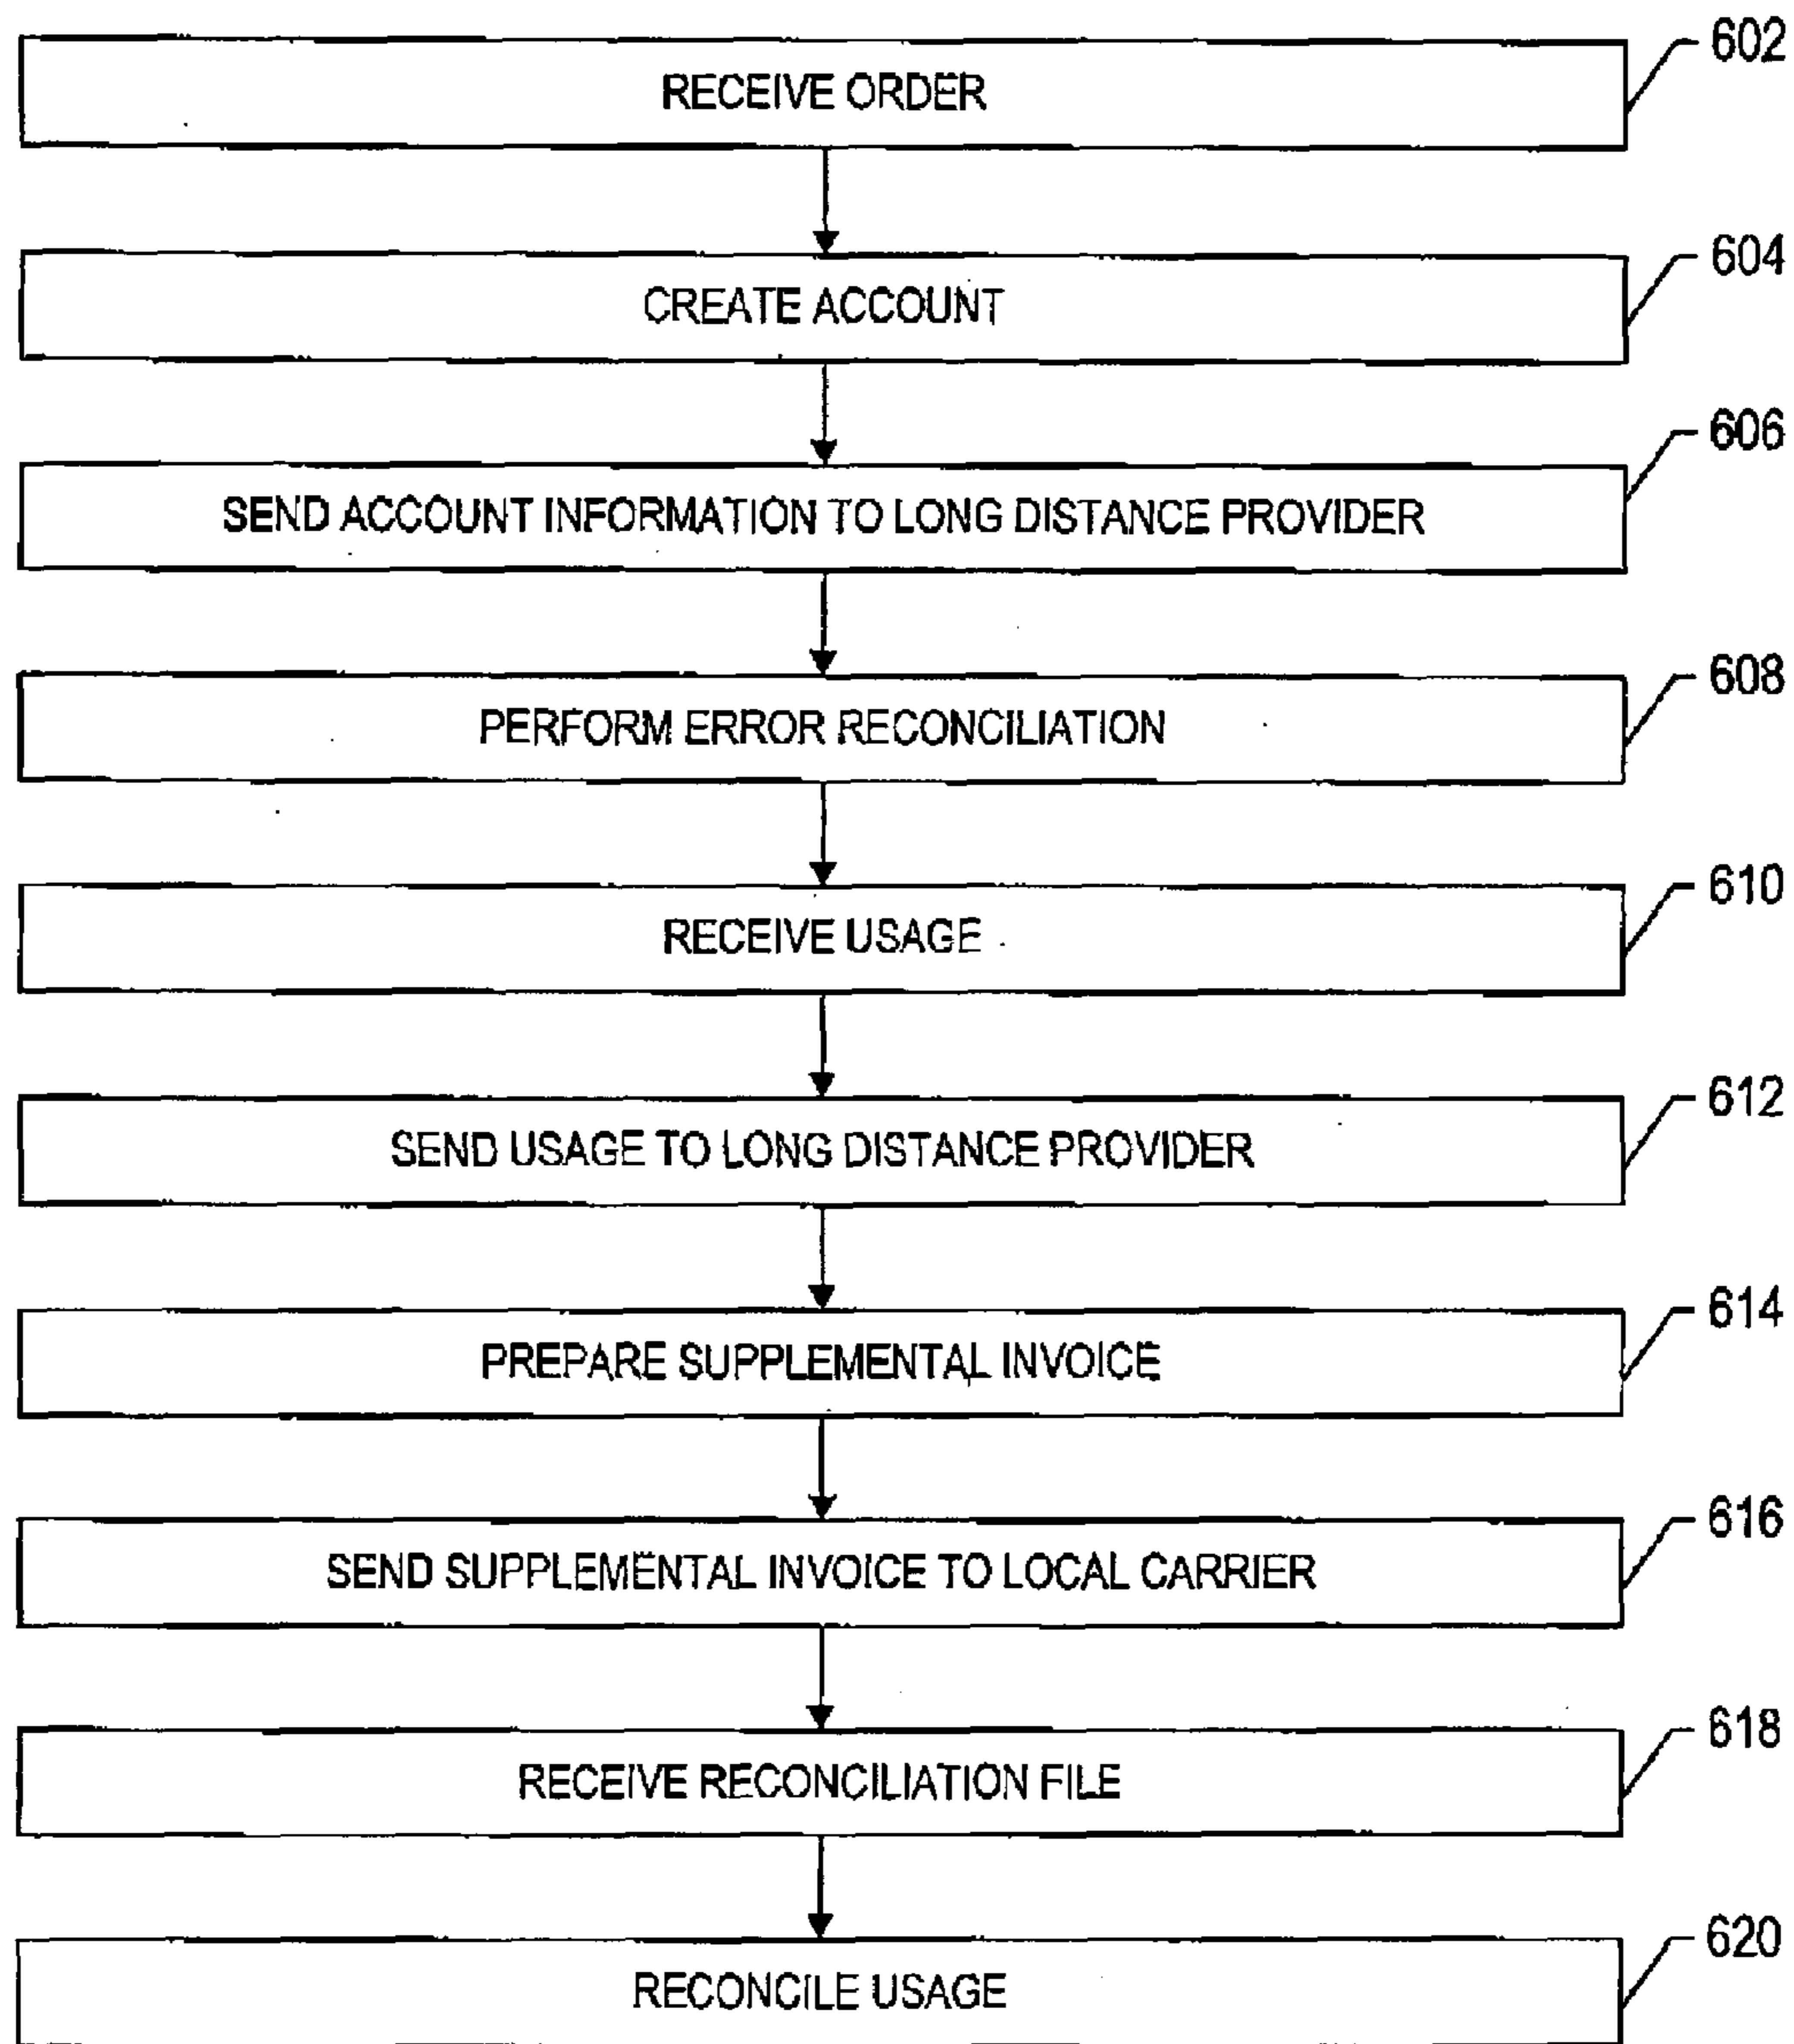 602
RECEIVE ORDER
604
CREATE ACCOUNT
606
SEND ACCOUNT INFORMATION TO LONG DISTANCE PROVIDER
608
PERFORM ERROR RECONCILIATION
610
RECEIVE USAGE
612
SEND USAGE TO LONG DISTANCE PROVIDER
614
PREPARE SUPPLEMENTAL INVOICE
616
SEND SUPPLEMENTAL INVOICE TO LOCAL CARRIER
618
RECEIVE RECONCILIATION FILE
620
RECONCILE USAGE